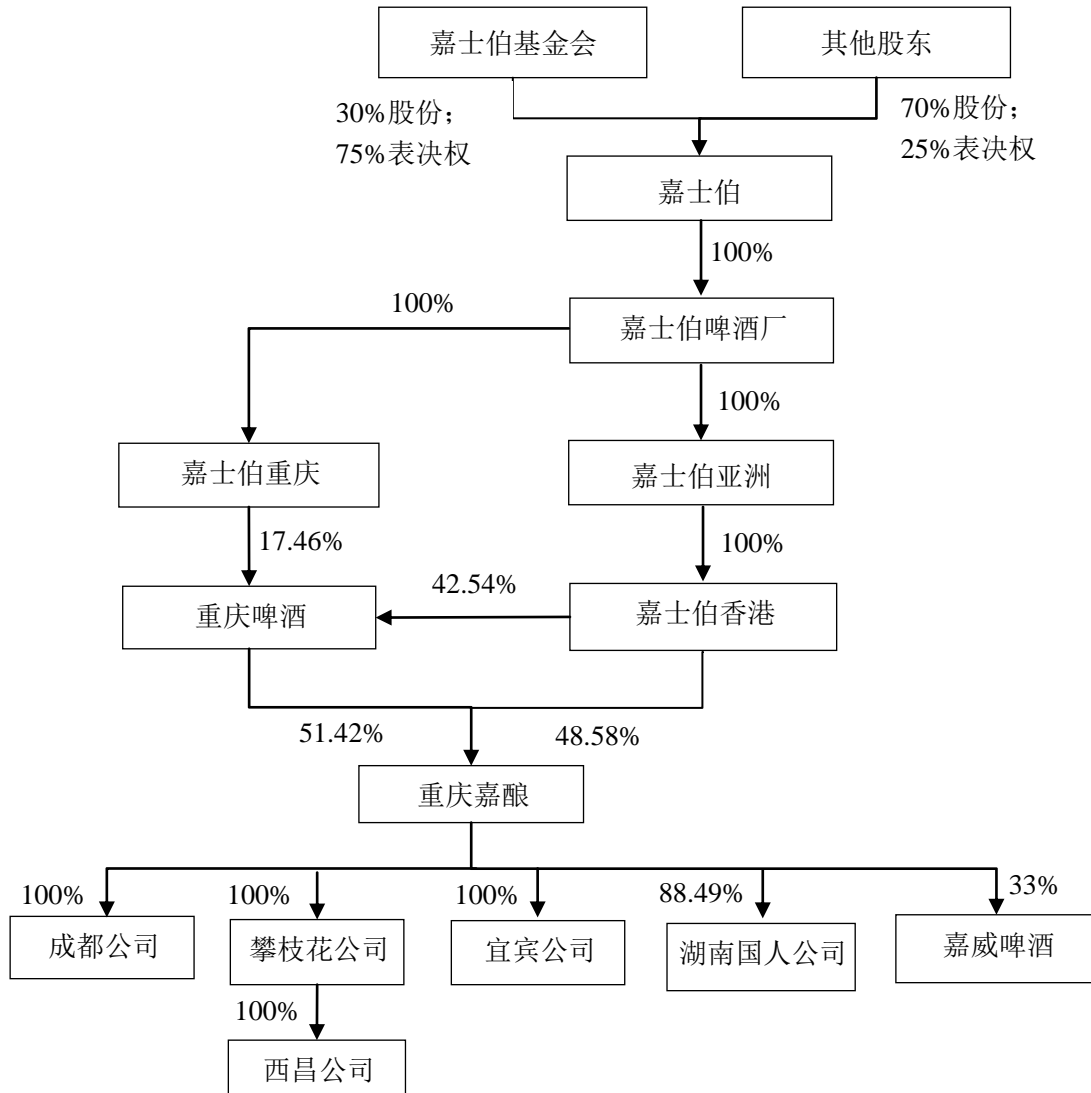 嘉士伯基金会
其他股东
30%股份；
75%表决权
70%股份；
25%表决权
嘉士伯
100%
100%
嘉士伯啤酒厂
100%
嘉士伯重庆
嘉士伯亚洲
17.46%
100%
42.54%
重庆啤酒
嘉士伯香港
51.42%
48.58%
重庆嘉酿
100%
100%
100%
88.49%
33%
成都公司
攀枝花公司
宜宾公司
湖南国人公司
嘉威啤酒
100%
西昌公司